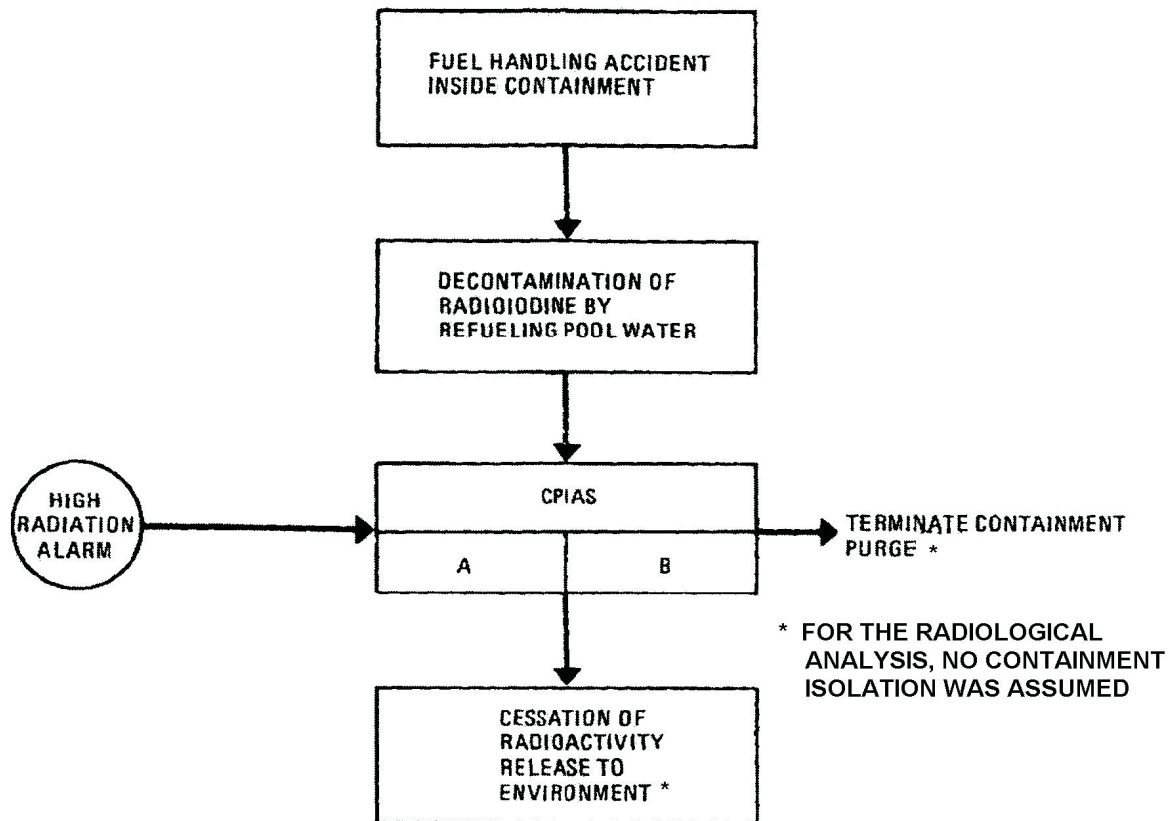 FUEL HANDLING ACCIDENT
INSIDE CONTAINMENT
DECONTAMINATION OF
RADIOIODINE BY
REFUELING POOL WATER
HIGH
RADIATION
ALARM
CPIAS
A
B
TERMINATE CONTAINMENT
PURGE *
* FOR THE RADIOLOGICAL
ANALYSIS, NO CONTAINMENT
ISOLATION WAS ASSUMED
CESSATION OF
RADIOACTIVITY
RELEASE TO
ENVIRONMENT *